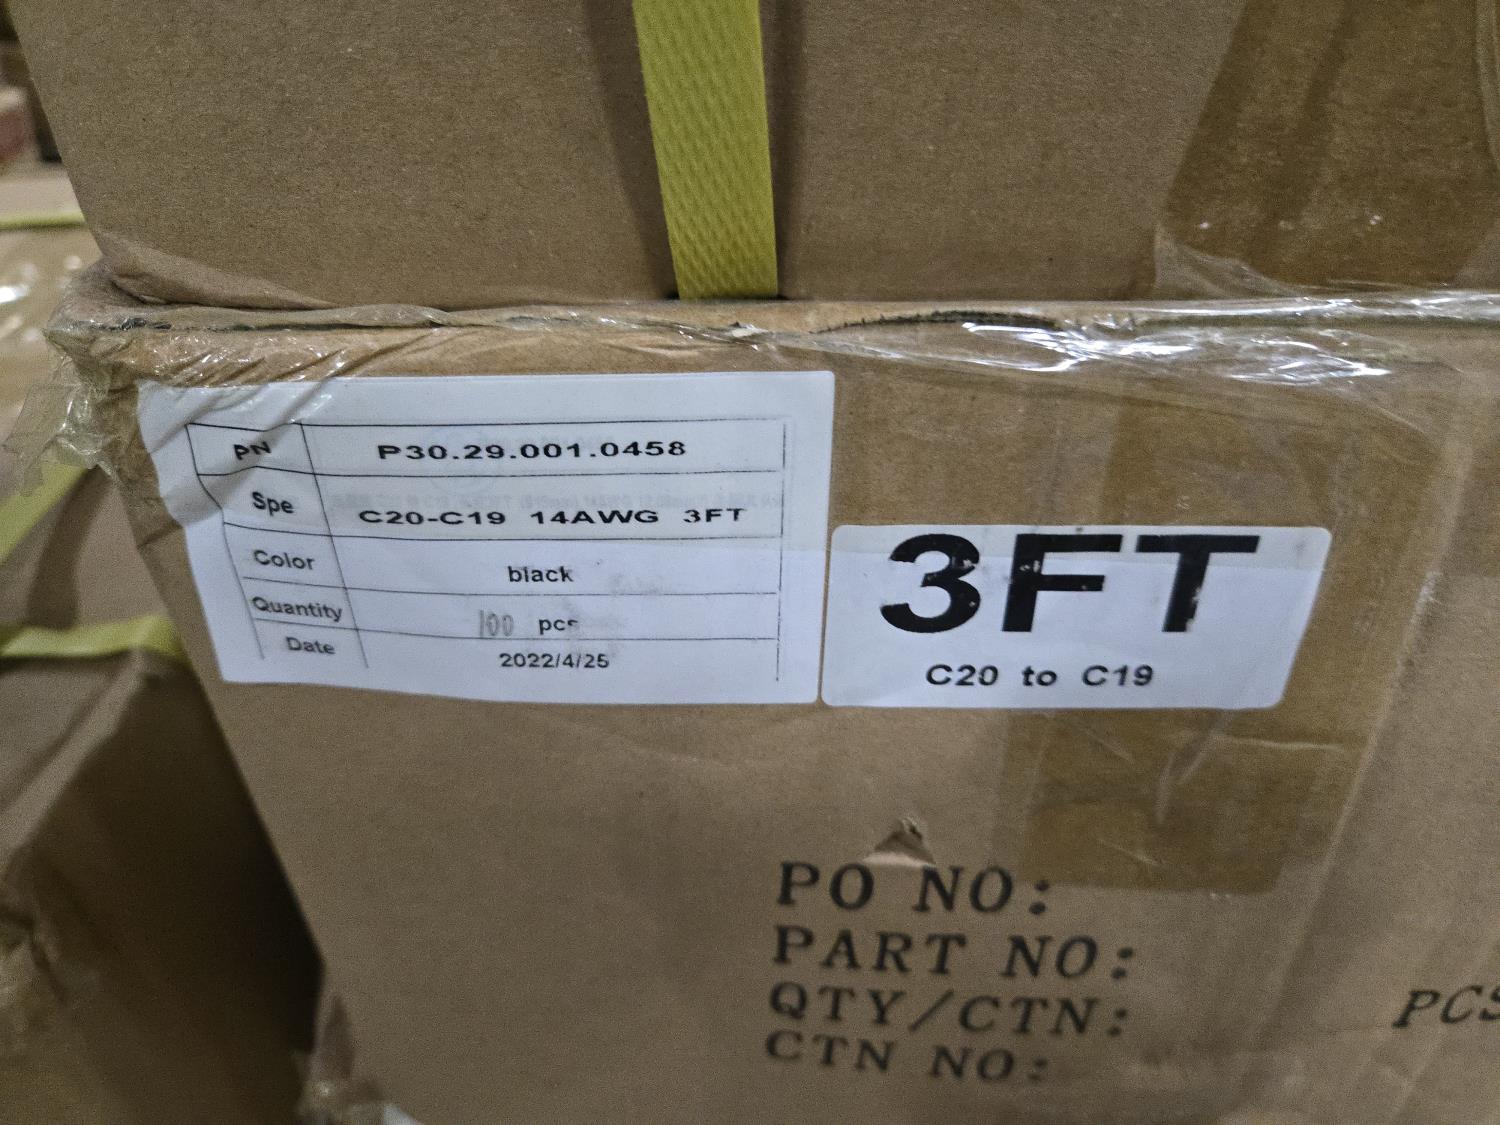 PN P30.29.001.0458
Spe C20-C19 14AWG 3FT
Color black
Quantity 100 pcs
Date 2022/4/25
3FT
C20 to C19
PO NO:
PART NO:
QTY/CTN: PCS
CTN NO: